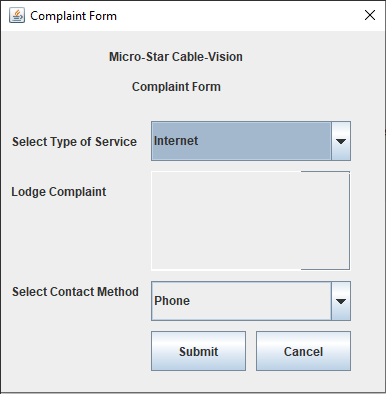 Complaint Form
Micro-Star Cable-Vision
Complaint Form
Select Type of Service
Internet
Lodge Complaint
Select Contact Method
Phone
Submit
Cancel